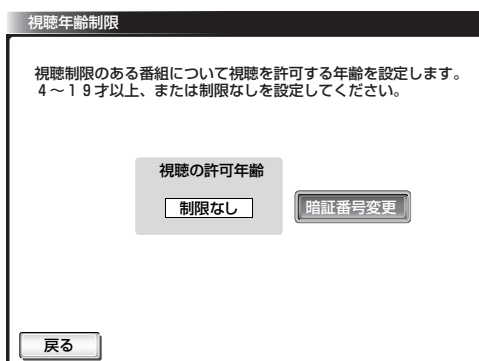 視聴年齢制限
視聴制限のある番組について視聴を許可する年齢を設定します。
4～19才以上、または制限なしを設定してください。
視聴の許可年齢
制限なし
暗証番号変更
戻る